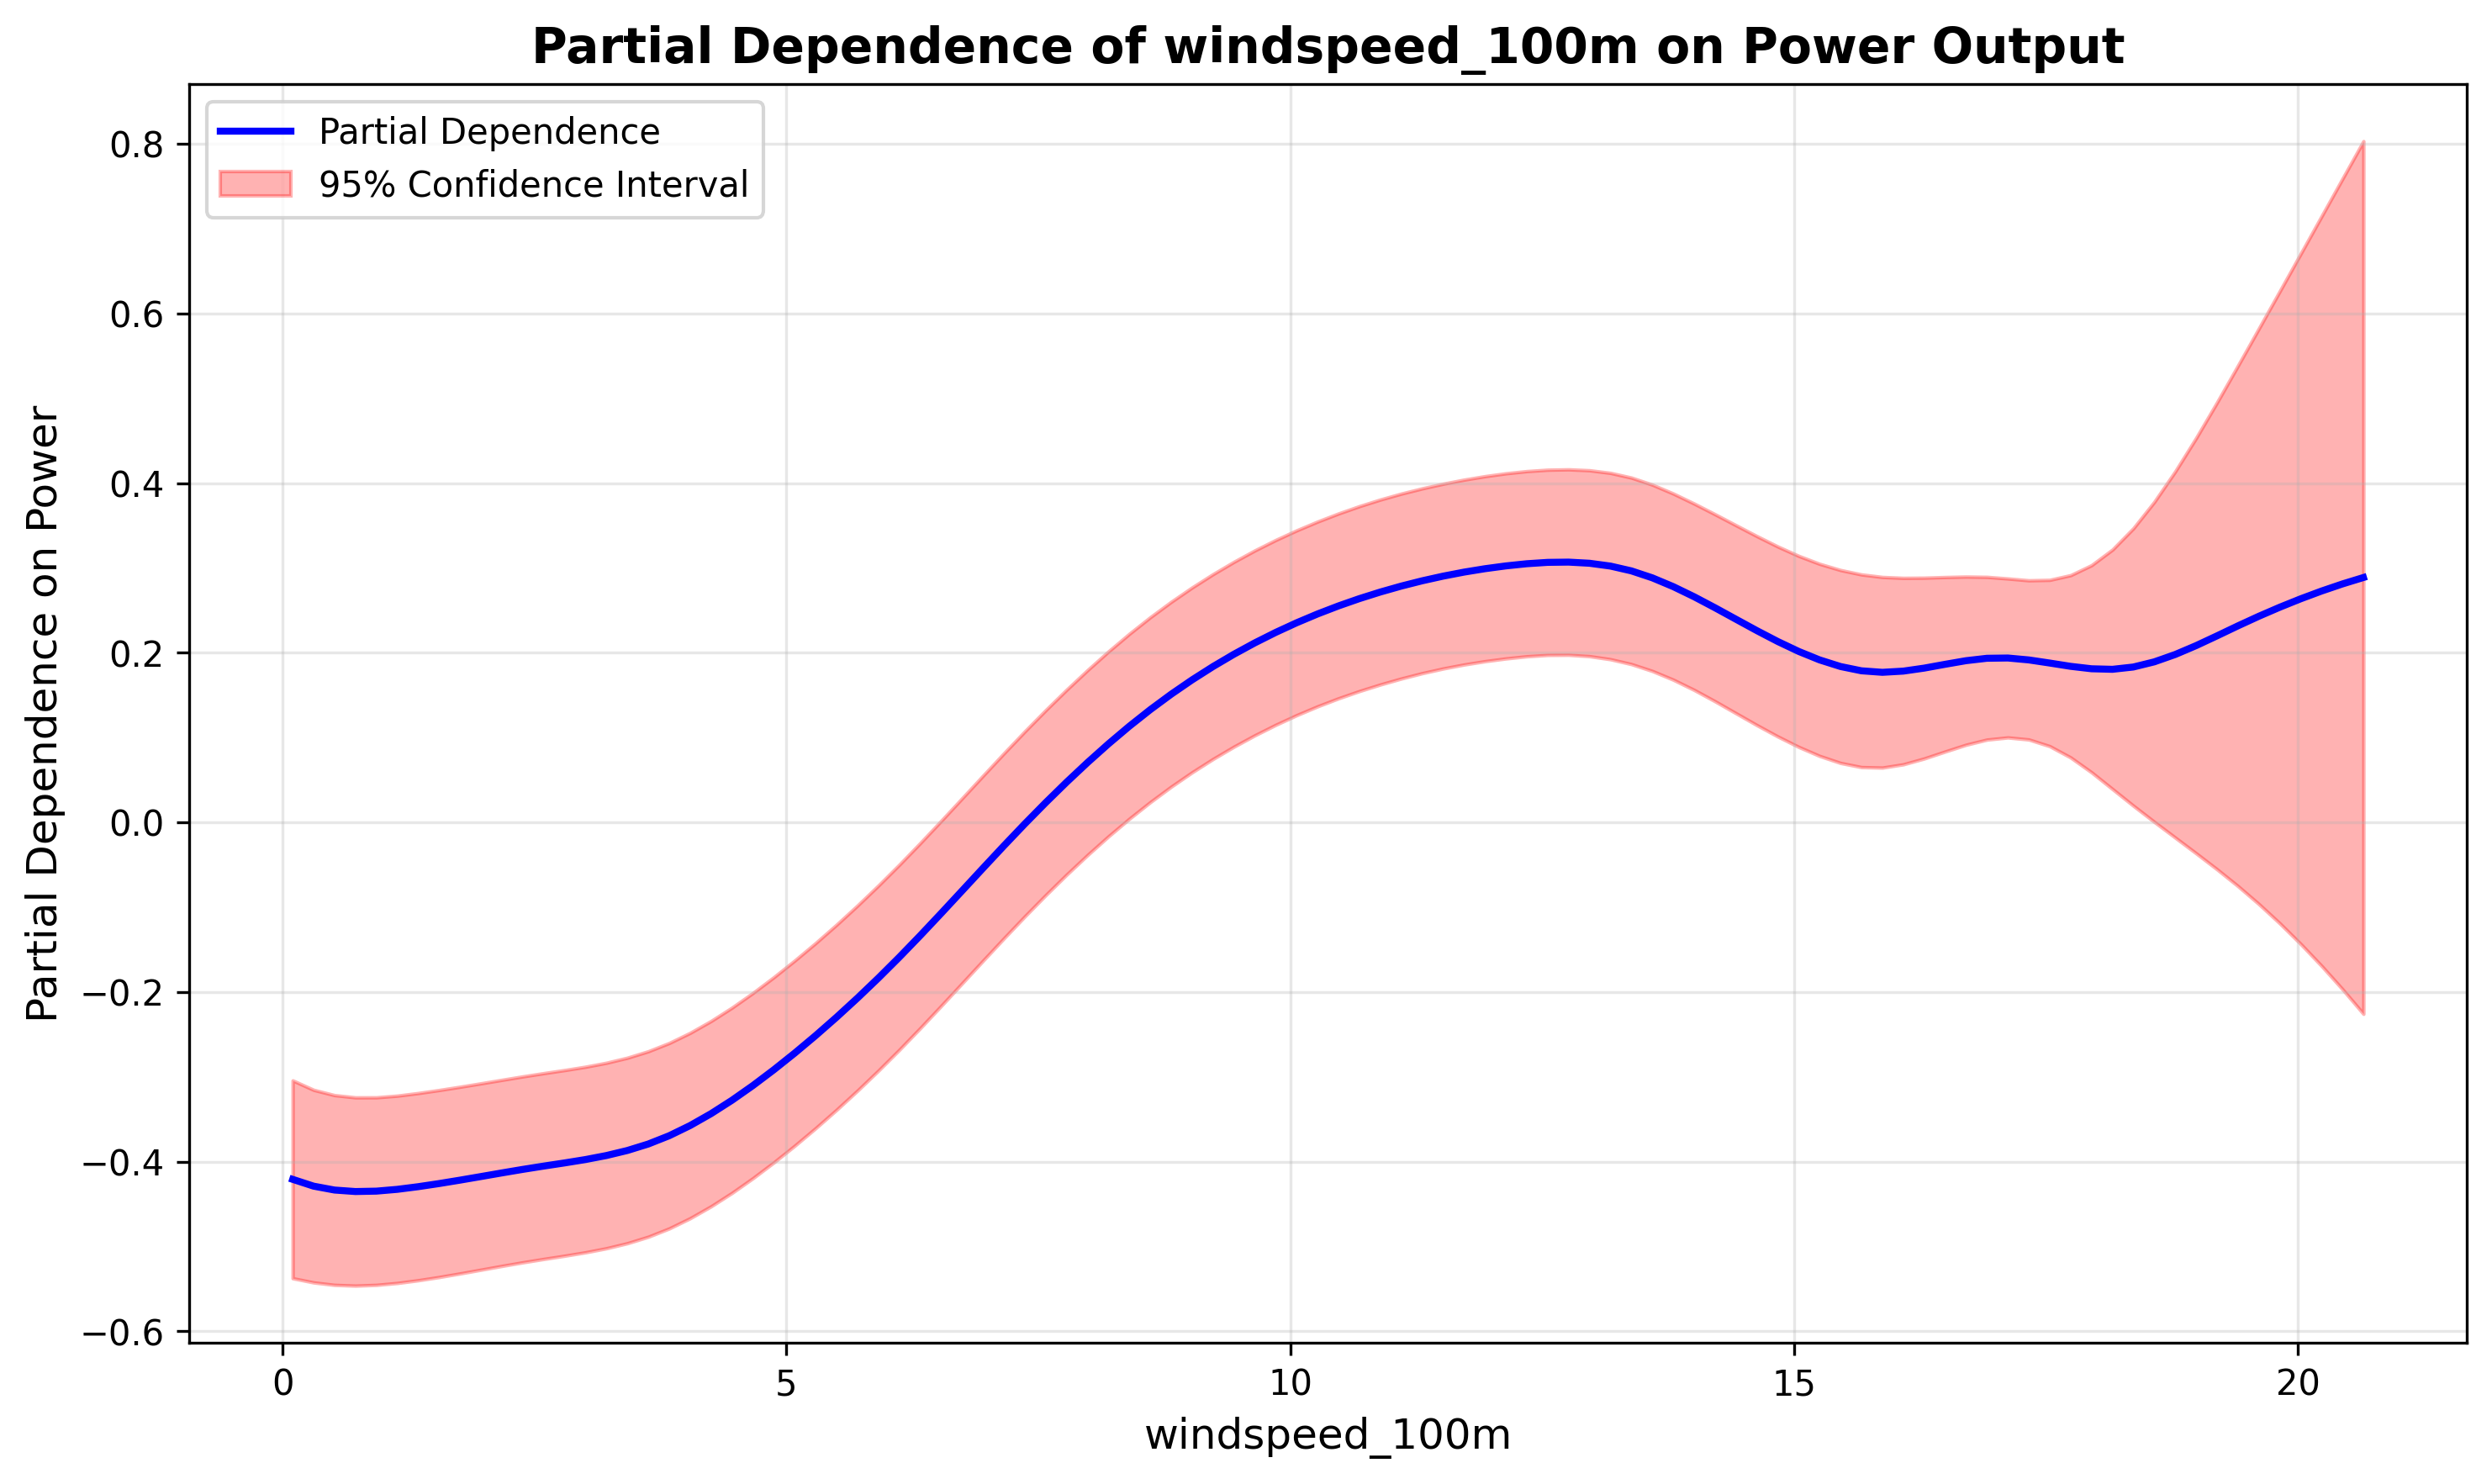 Partial Dependence of windspeed_100m on Power Output
Partial Dependence
95% Confidence Interval
Partial Dependence on Power
0.8
0.6
0.4
0.2
0.0
−0.2
−0.4
−0.6
0 5 10 15 20
windspeed_100m